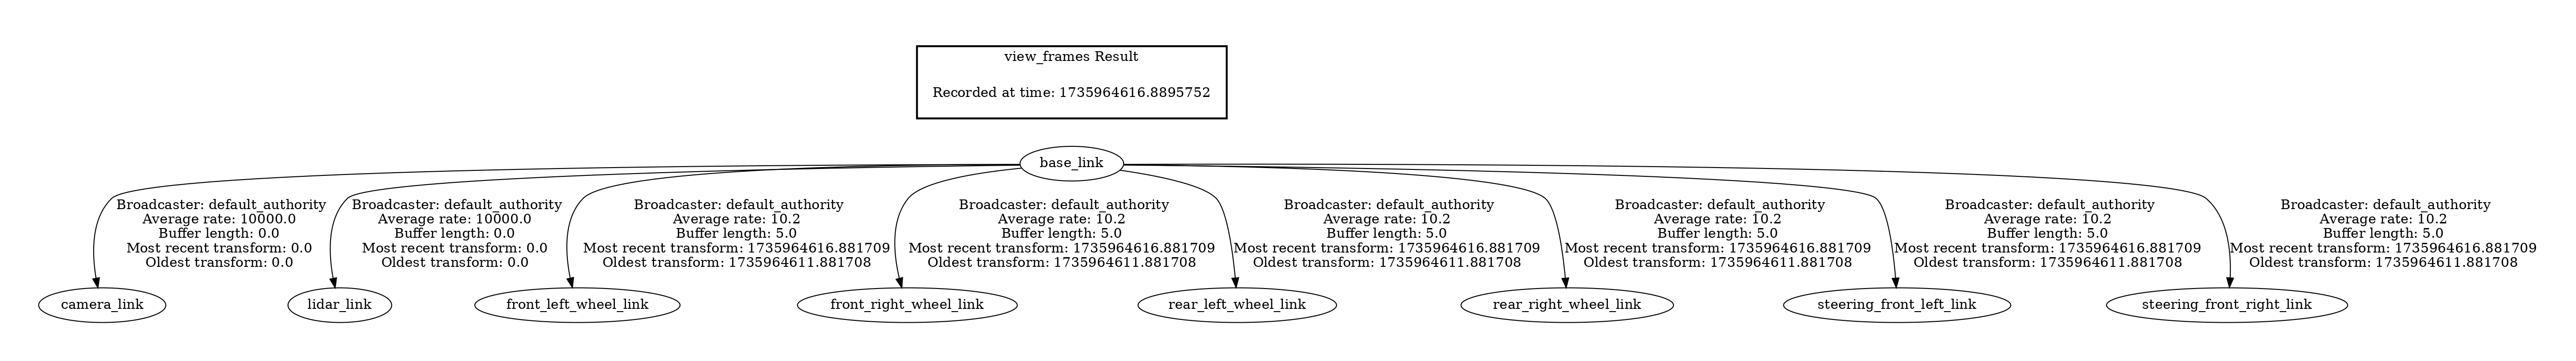 view_frames Result
Recorded at time: 1735964616.8895752
base_link
Broadcaster: default_authority
Average rate: 10000.0
Buffer length: 0.0
Most recent transform: 0.0
Oldest transform: 0.0
Broadcaster: default_authority
Average rate: 10000.0
Buffer length: 0.0
Most recent transform: 0.0
Oldest transform: 0.0
Broadcaster: default_authority
Average rate: 10.2
Buffer length: 5.0
Most recent transform: 1735964616.881709
Oldest transform: 1735964611.881708
Broadcaster: default_authority
Average rate: 10.2
Buffer length: 5.0
Most recent transform: 1735964616.881709
Oldest transform: 1735964611.881708
Broadcaster: default_authority
Average rate: 10.2
Buffer length: 5.0
Most recent transform: 1735964616.881709
Oldest transform: 1735964611.881708
Broadcaster: default_authority
Average rate: 10.2
Buffer length: 5.0
Most recent transform: 1735964616.881709
Oldest transform: 1735964611.881708
Broadcaster: default_authority
Average rate: 10.2
Buffer length: 5.0
Most recent transform: 1735964616.881709
Oldest transform: 1735964611.881708
Broadcaster: default_authority
Average rate: 10.2
Buffer length: 5.0
Most recent transform: 1735964616.881709
Oldest transform: 1735964611.881708
camera_link
lidar_link
front_left_wheel_link
front_right_wheel_link
rear_left_wheel_link
rear_right_wheel_link
steering_front_left_link
steering_front_right_link